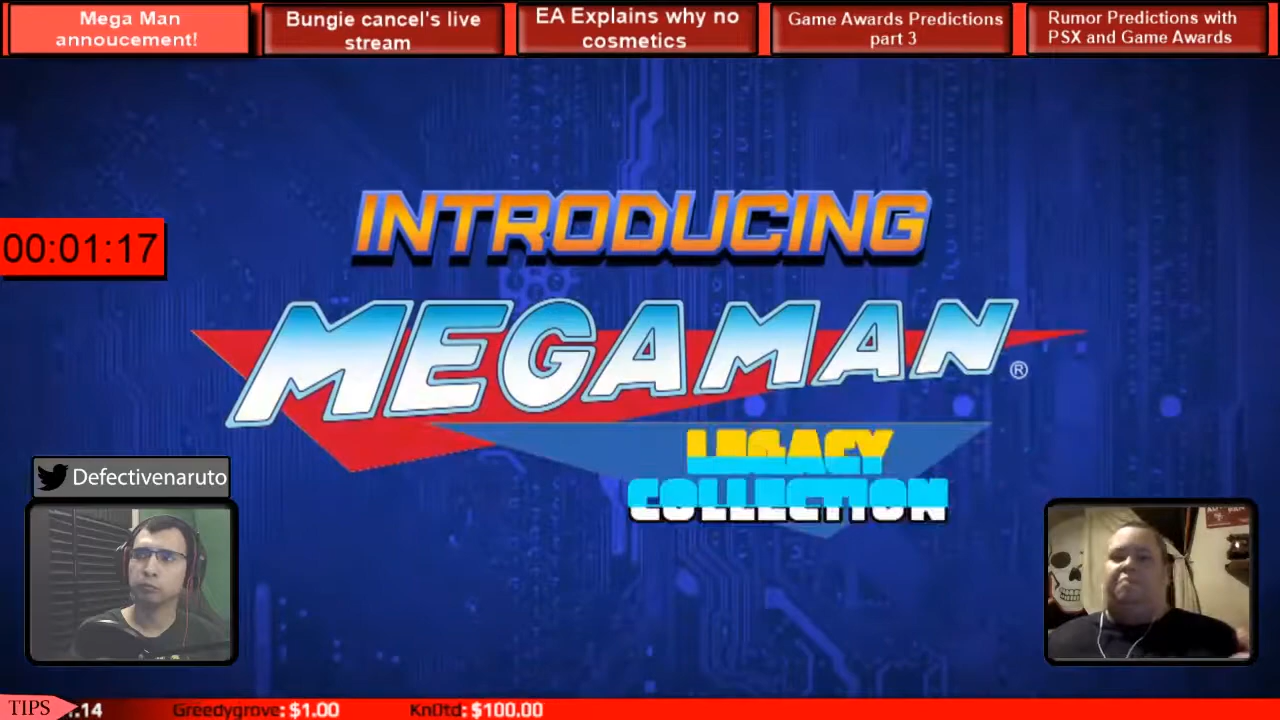 Mega Man
annoucement!
Bungie cancel's live
stream
EA Explains why no
cosmetics
Game Awards Predictions
part 3
Rumor Predictions with
PSX and Game Awards
INTRODUCING
00:01:17
MEGAMAN®
LEGACY
COLLECTION
Defectivenaruto
TIPS .14 Greedygrove: $1.00 Kn0td: $100.00